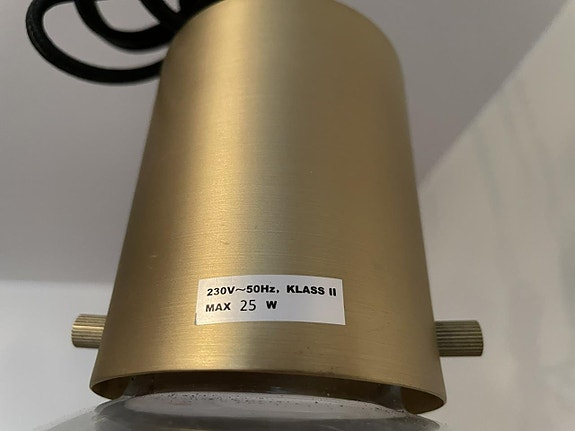 230V~50Hz, KLASS II
MAX 25 W